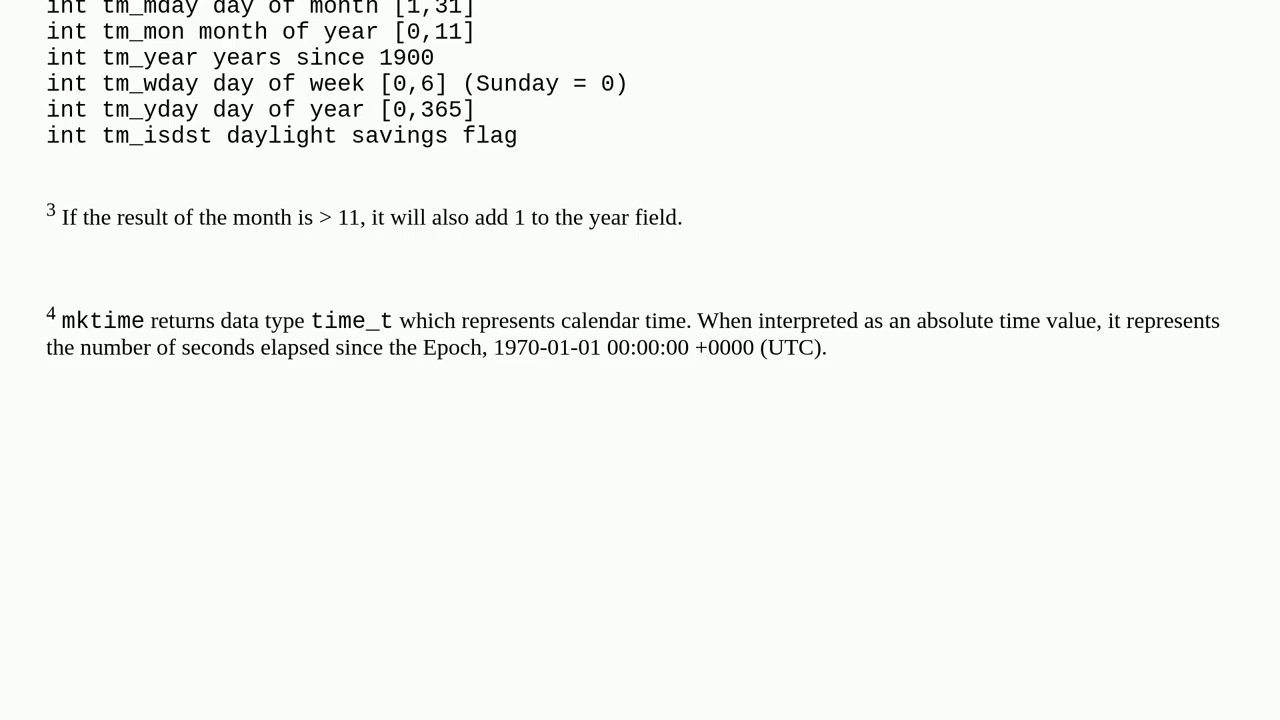 int tm_mday day of month [1,31]
int tm_mon month of year [0,11]
int tm_year years since 1900
int tm_wday day of week [0,6] (Sunday = 0)
int tm_yday day of year [0,365]
int tm_isdst daylight savings flag
3 If the result of the month is > 11, it will also add 1 to the year field.
4 mktime returns data type time_t which represents calendar time. When interpreted as an absolute time value, it represents
the number of seconds elapsed since the Epoch, 1970-01-01 00:00:00 +0000 (UTC).